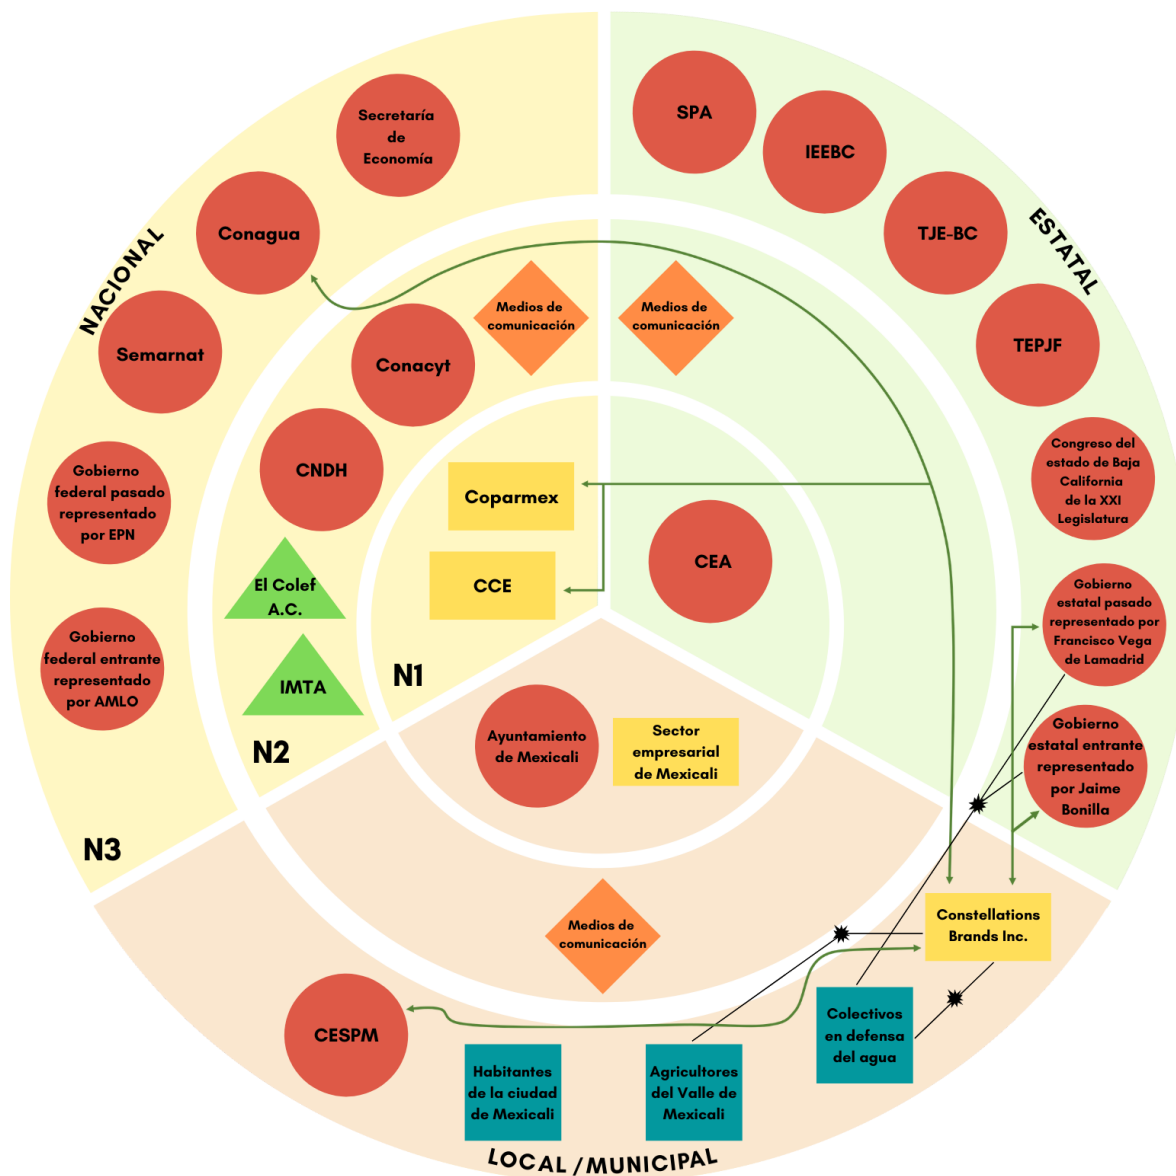 NACIONAL
Secretaría
de
Economía
Conagua
Semarnat
Gobierno
federal pasado
representado
por EPN
Gobierno
federal entrante
representado
por AMLO
N3
Medios de
comunicación
Conacyt
CNDH
El Colef
A.C.
IMTA
N2
Coparmex
CCE
N1
ESTATAL
SPA
IEEBC
TJE-BC
TEPJF
Congreso del
estado de Baja
California
de la XXI
Legislatura
Gobierno
estatal pasado
representado por
Francisco Vega
de Lamadrid
Gobierno
estatal entrante
representado
por Jaime
Bonilla
Medios de
comunicación
CEA
Ayuntamiento
de Mexicali
Sector
empresarial
de Mexicali
Medios de
comunicación
Constellations
Brands Inc.
CESPM
Habitantes
de la ciudad
de Mexicali
Agricultores
del Valle de
Mexicali
Colectivos
en defensa
del agua
LOCAL /MUNICIPAL